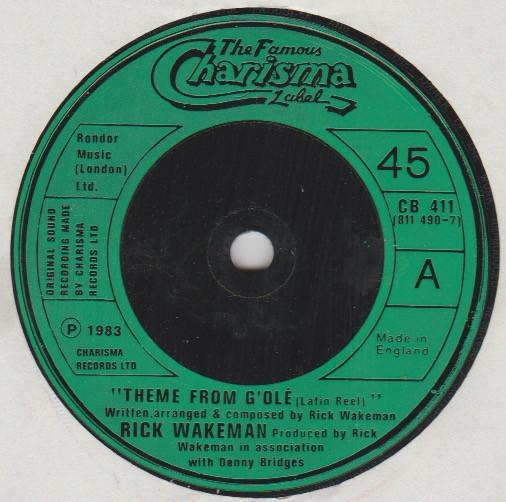 The Famous
Charisma
Label
Rondor
Music
(London)
Ltd.
ORIGINAL SOUND
RECORDING MADE
BY CHARISMA
RECORDS LTD
℗ 1983
CHARISMA
RECORDS LTD
45
CB 411
(811 490-7)
A
Made in
England
"THEME FROM G'OLÉ (Latin Reel) "
Written, arranged & composed by Rick Wakeman
RICK WAKEMAN Produced by Rick
Wakeman in association
with Denny Bridges